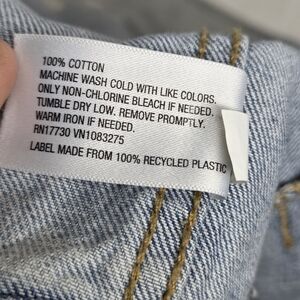 100% COTTON
MACHINE WASH COLD WITH LIKE COLORS.
ONLY NON-CHLORINE BLEACH IF NEEDED.
TUMBLE DRY LOW. REMOVE PROMPTLY.
WARM IRON IF NEEDED.
RN17730 VN1083275
LABEL MADE FROM 100% RECYCLED PLASTIC